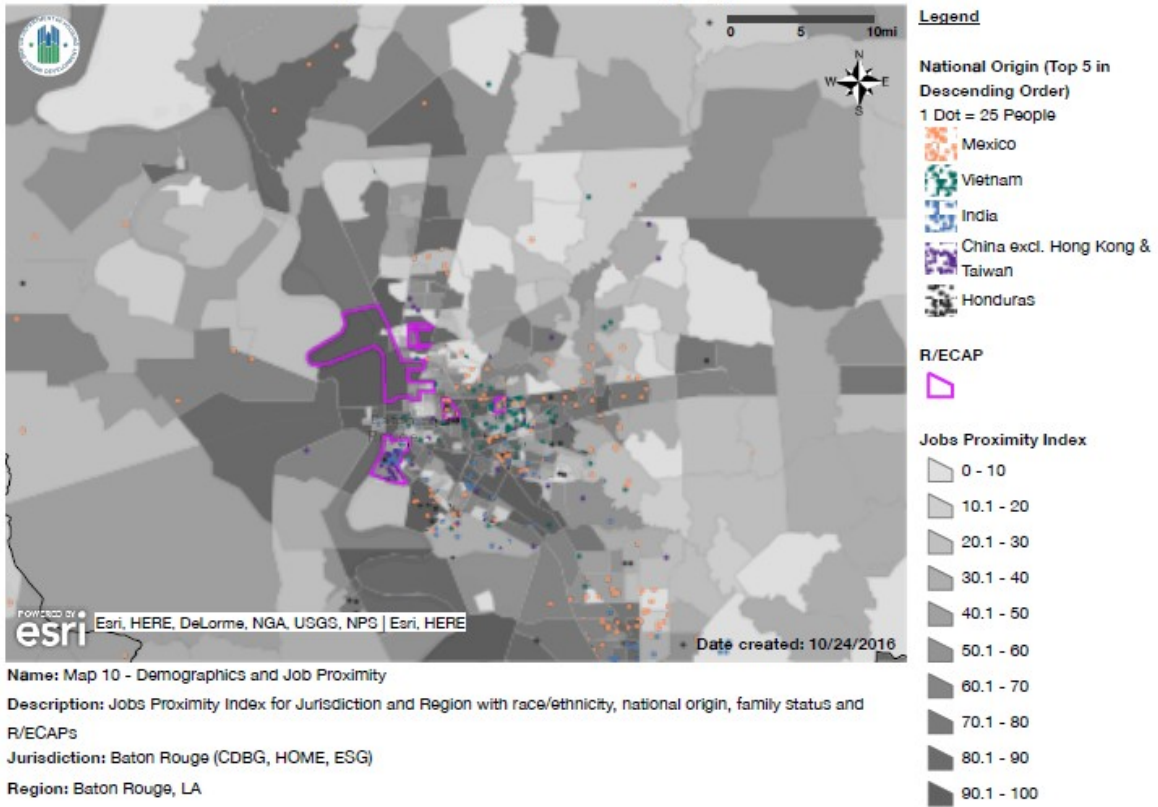 0 5 10mi
N
W E
S
POWERED BY
esri
Esri, HERE, DeLorme, NGA, USGS, NPS | Esri, HERE
Date created: 10/24/2016
Name: Map 10 - Demographics and Job Proximity
Description: Jobs Proximity Index for Jurisdiction and Region with race/ethnicity, national origin, family status and
R/ECAPs
Jurisdiction: Baton Rouge (CDBG, HOME, ESG)
Region: Baton Rouge, LA
Legend
National Origin (Top 5 in
Descending Order)
1 Dot = 25 People
Mexico
Vietnam
India
China excl. Hong Kong &
Taiwan
Honduras
R/ECAP
Jobs Proximity Index
0 - 10
10.1 - 20
20.1 - 30
30.1 - 40
40.1 - 50
50.1 - 60
60.1 - 70
70.1 - 80
80.1 - 90
90.1 - 100